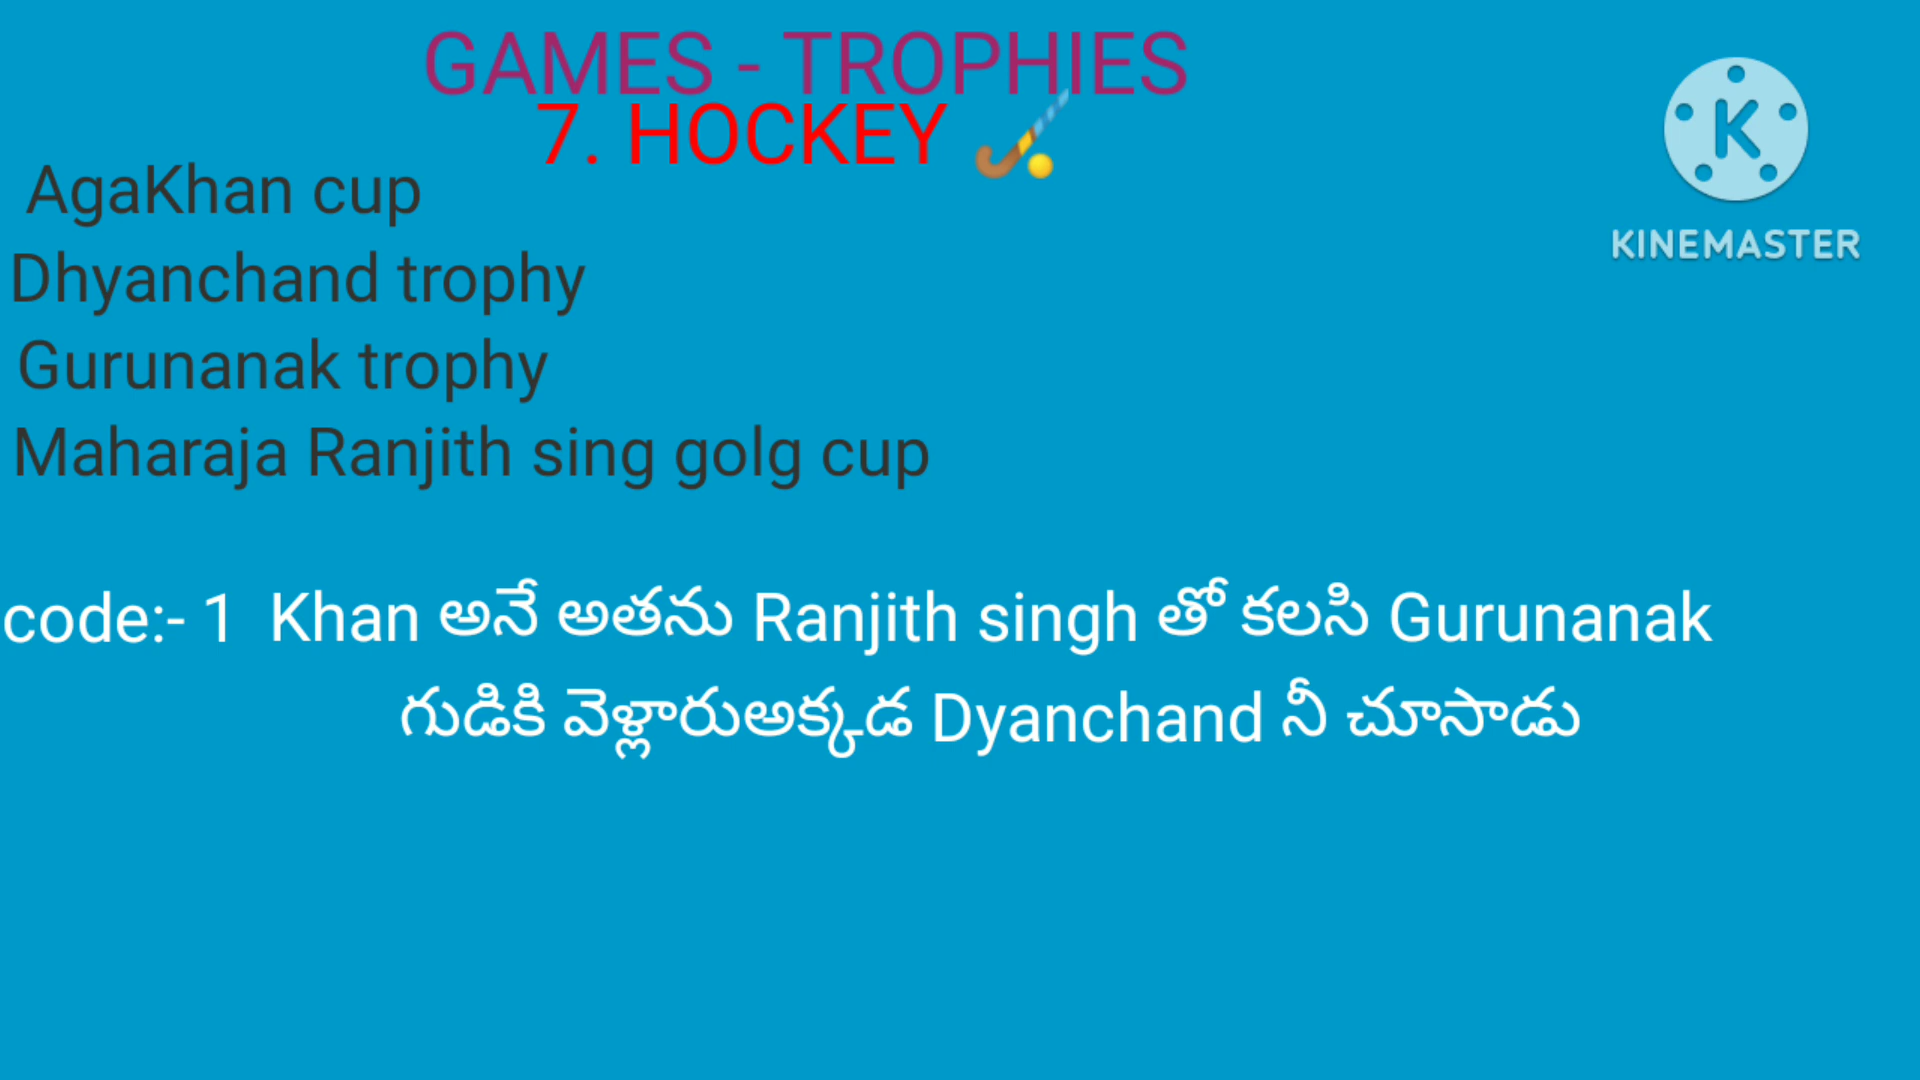 GAMES - TROPHIES
7. HOCKEY 🏑
AgaKhan cup
Dhyanchand trophy
Gurunanak trophy
Maharaja Ranjith sing golg cup
K
KINEMASTER
code:- 1 Khan అనే అతను Ranjith singh తో కలసి Gurunanak
గుడికి వెళ్లారుఅక్కడ Dyanchand నీ చూసాడు